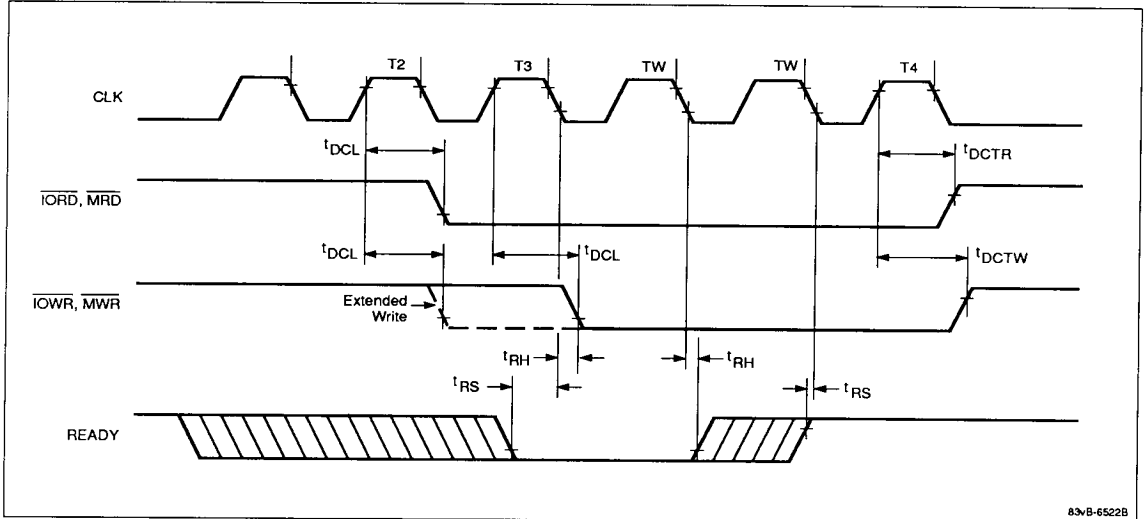 T2 T3 TW TW T4
CLK
tDCL tDCTR
IORD, MRD
tDCL tDCL tDCTW
IOWR, MWR
Extended
Write
tRH tRH
tRS tRS
READY
83vB-6522B